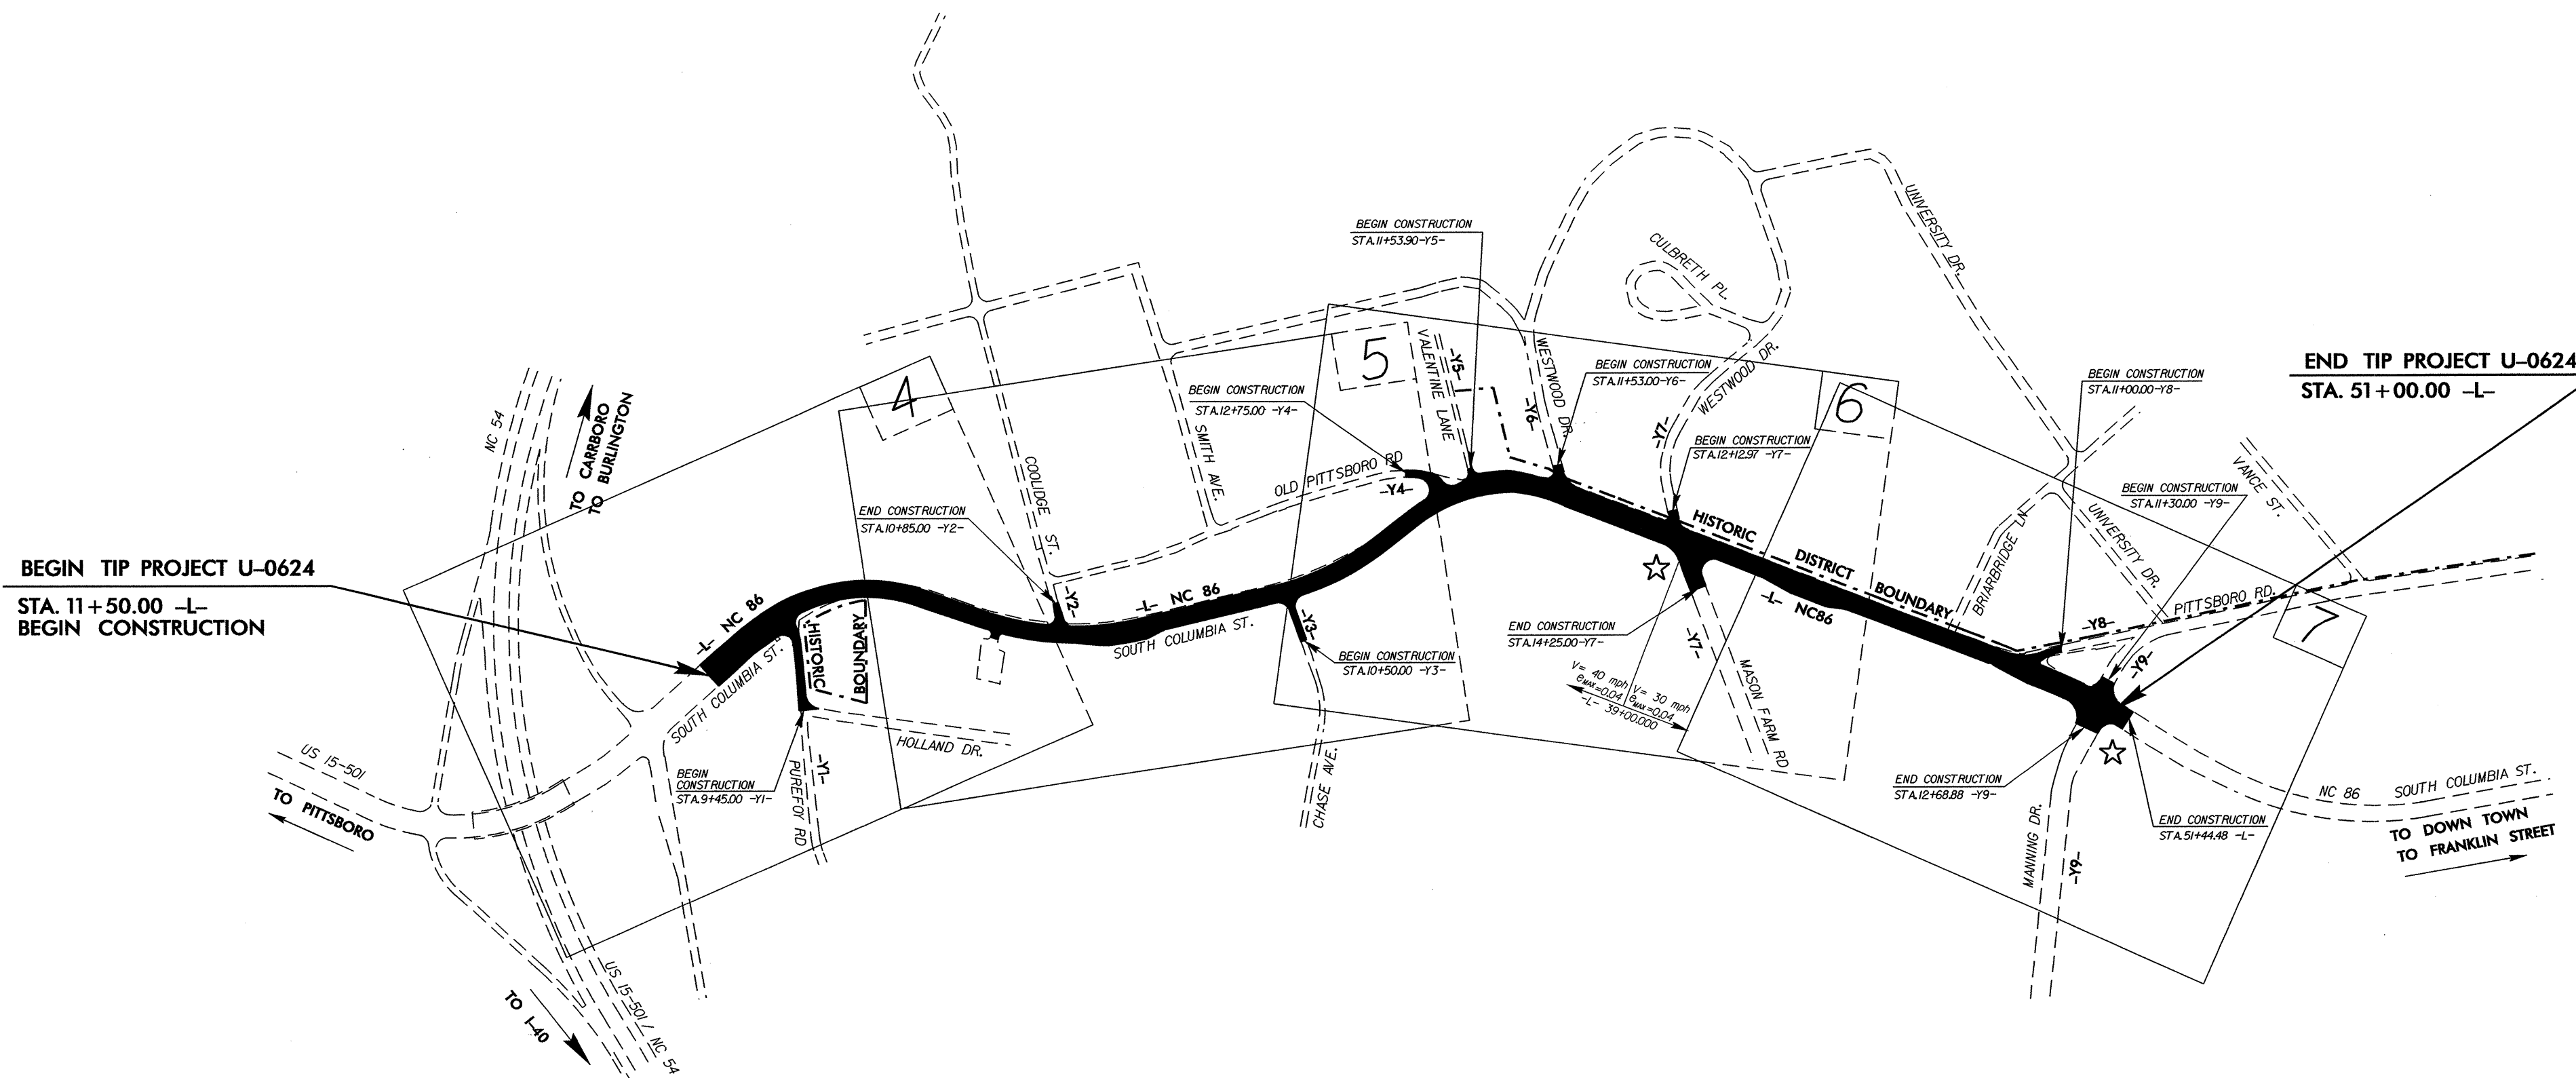 BEGIN TIP PROJECT U–0624
STA. 11+50.00 –L–
BEGIN CONSTRUCTION
NC 54
TO CARRBORO
TO BURLINGTON
US 15-501
TO PITTSBORO
TO I-40
US 15-501/ NC 54
-L- NC 86
SOUTH COLUMBIA ST.
HISTORIC
BOUNDARY
BEGIN
CONSTRUCTION
STA.9+45.00 -Y1-
PUREFOY RD
-Y1-
HOLLAND DR.
4
END CONSTRUCTION
STA.10+85.00 -Y2-
COOLIDGE ST.
-Y2-
-L- NC 86
SOUTH COLUMBIA ST.
SMITH AVE.
OLD PITTSBORO RD
-Y4-
BEGIN CONSTRUCTION
STA.12+75.00 -Y4-
-Y3-
BEGIN CONSTRUCTION
STA.10+50.00 -Y3-
CHASE AVE.
5
BEGIN CONSTRUCTION
STA.11+53.90-Y5-
VALENTINE LANE
-Y5-
WESTWOOD DR.
-Y6-
BEGIN CONSTRUCTION
STA.11+53.00-Y6-
CULBRETH PL.
WESTWOOD DR.
-Y7-
BEGIN CONSTRUCTION
STA.12+12.97 -Y7-
6
HISTORIC DISTRICT BOUNDARY
-L- NC86
END CONSTRUCTION
STA.14+25.00-Y7-
-Y7-
MASON FARM RD
V= 40 mph
eMAX=0.04
V= 30 mph
eMAX=0.04
-L- 39+00.000
UNIVERSITY DR.
BRIARBRIDGE LN
UNIVERSITY DR.
BEGIN CONSTRUCTION
STA.11+00.00-Y8-
BEGIN CONSTRUCTION
STA.11+30.00 -Y9-
VANCE ST.
PITTSBORO RD.
-Y8-
-Y9-
7
END TIP PROJECT U–0624
STA. 51+00.00 –L–
END CONSTRUCTION
STA.12+68.88 -Y9-
MANNING DR.
-Y9-
END CONSTRUCTION
STA.51+44.48 -L-
NC 86 SOUTH COLUMBIA ST.
TO DOWN TOWN
TO FRANKLIN STREET